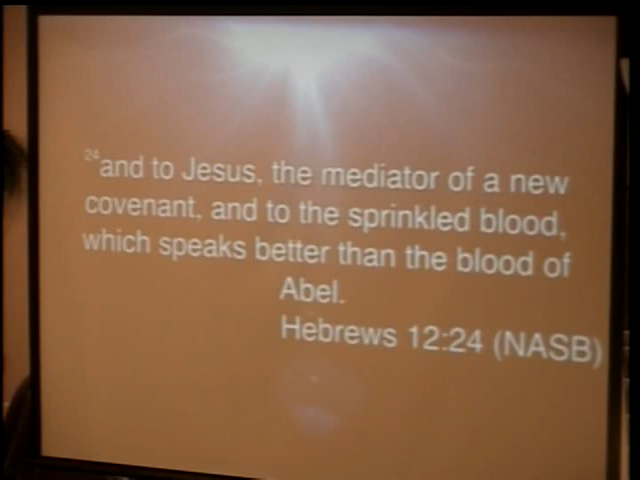 24and to Jesus, the mediator of a new
covenant, and to the sprinkled blood,
which speaks better than the blood of
Abel.
Hebrews 12:24 (NASB)